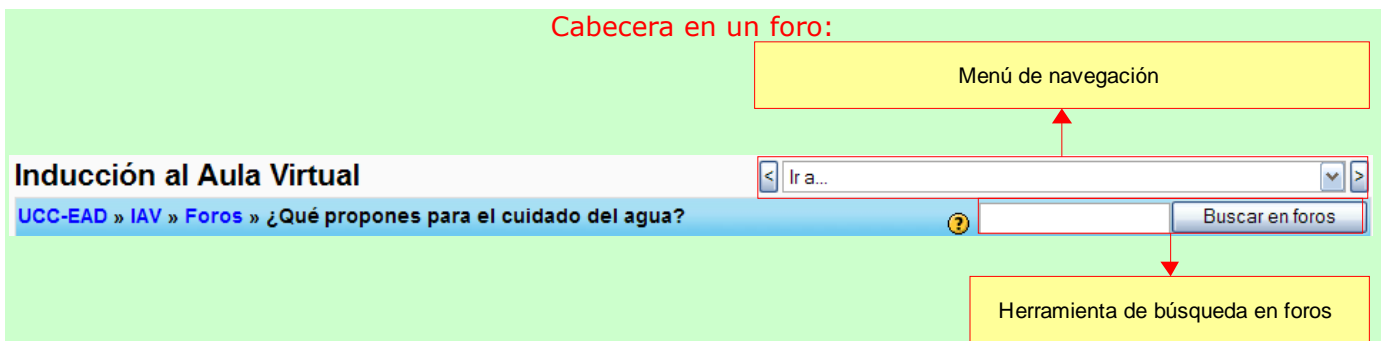 Cabecera en un foro:
Menú de navegación
Inducción al Aula Virtual
< Ir a... >
UCC-EAD » IAV » Foros » ¿Qué propones para el cuidado del agua? ? Buscar en foros
Herramienta de búsqueda en foros